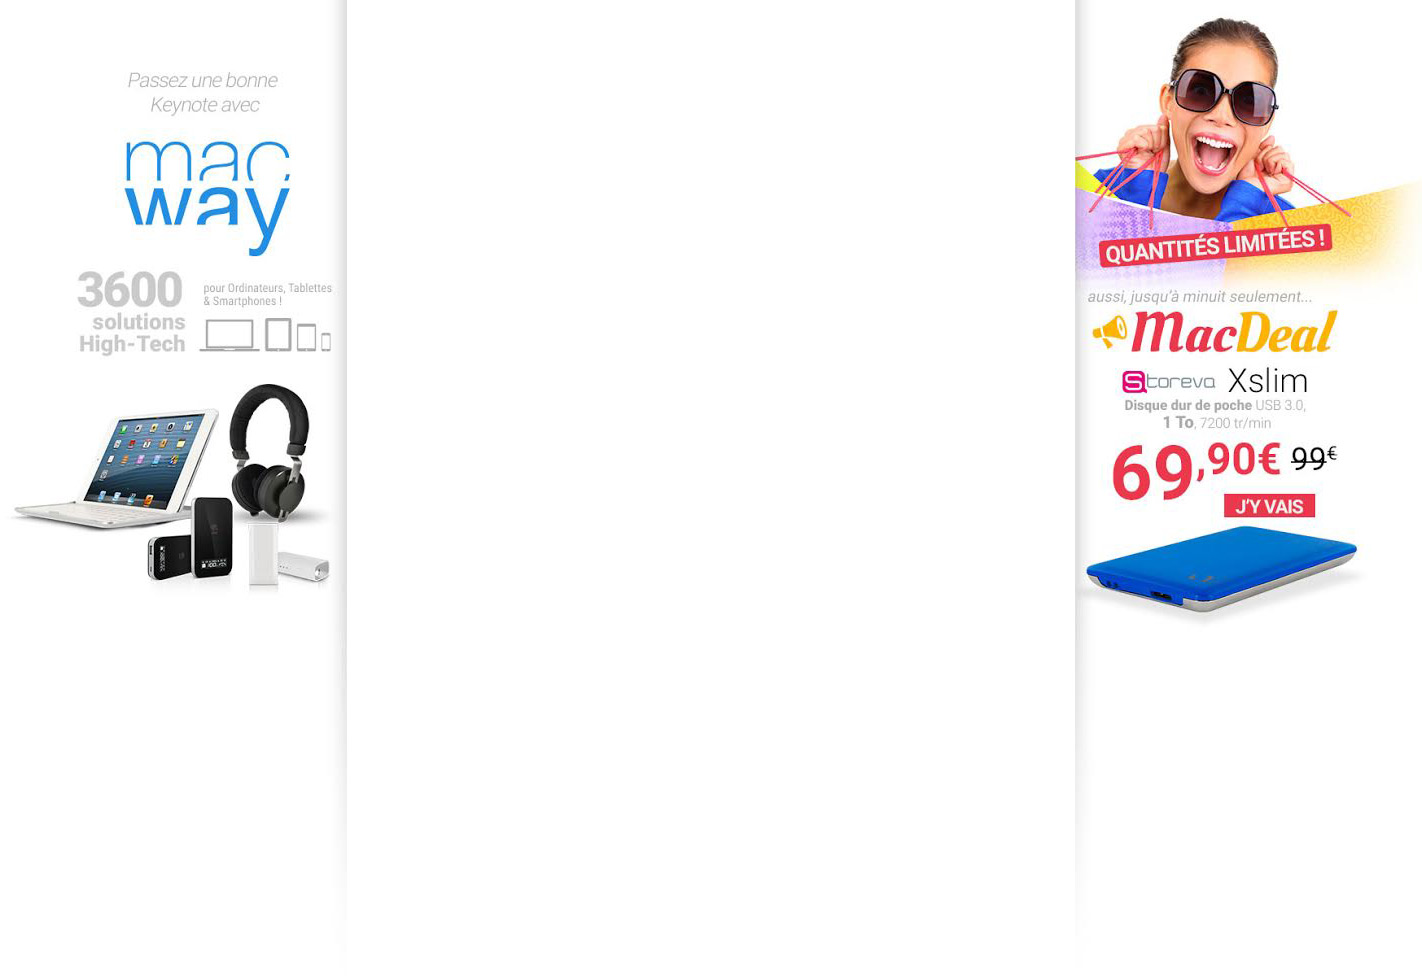 Passez une bonne
Keynote avec
mac
way
3600
solutions
High-Tech
pour Ordinateurs, Tablettes
& Smartphones !
QUANTITÉS LIMITÉES !
aussi, jusqu'à minuit seulement...
MacDeal
Storeva Xslim
Disque dur de poche USB 3.0,
1 To, 7200 tr/min
69,90€ 99€
J'Y VAIS